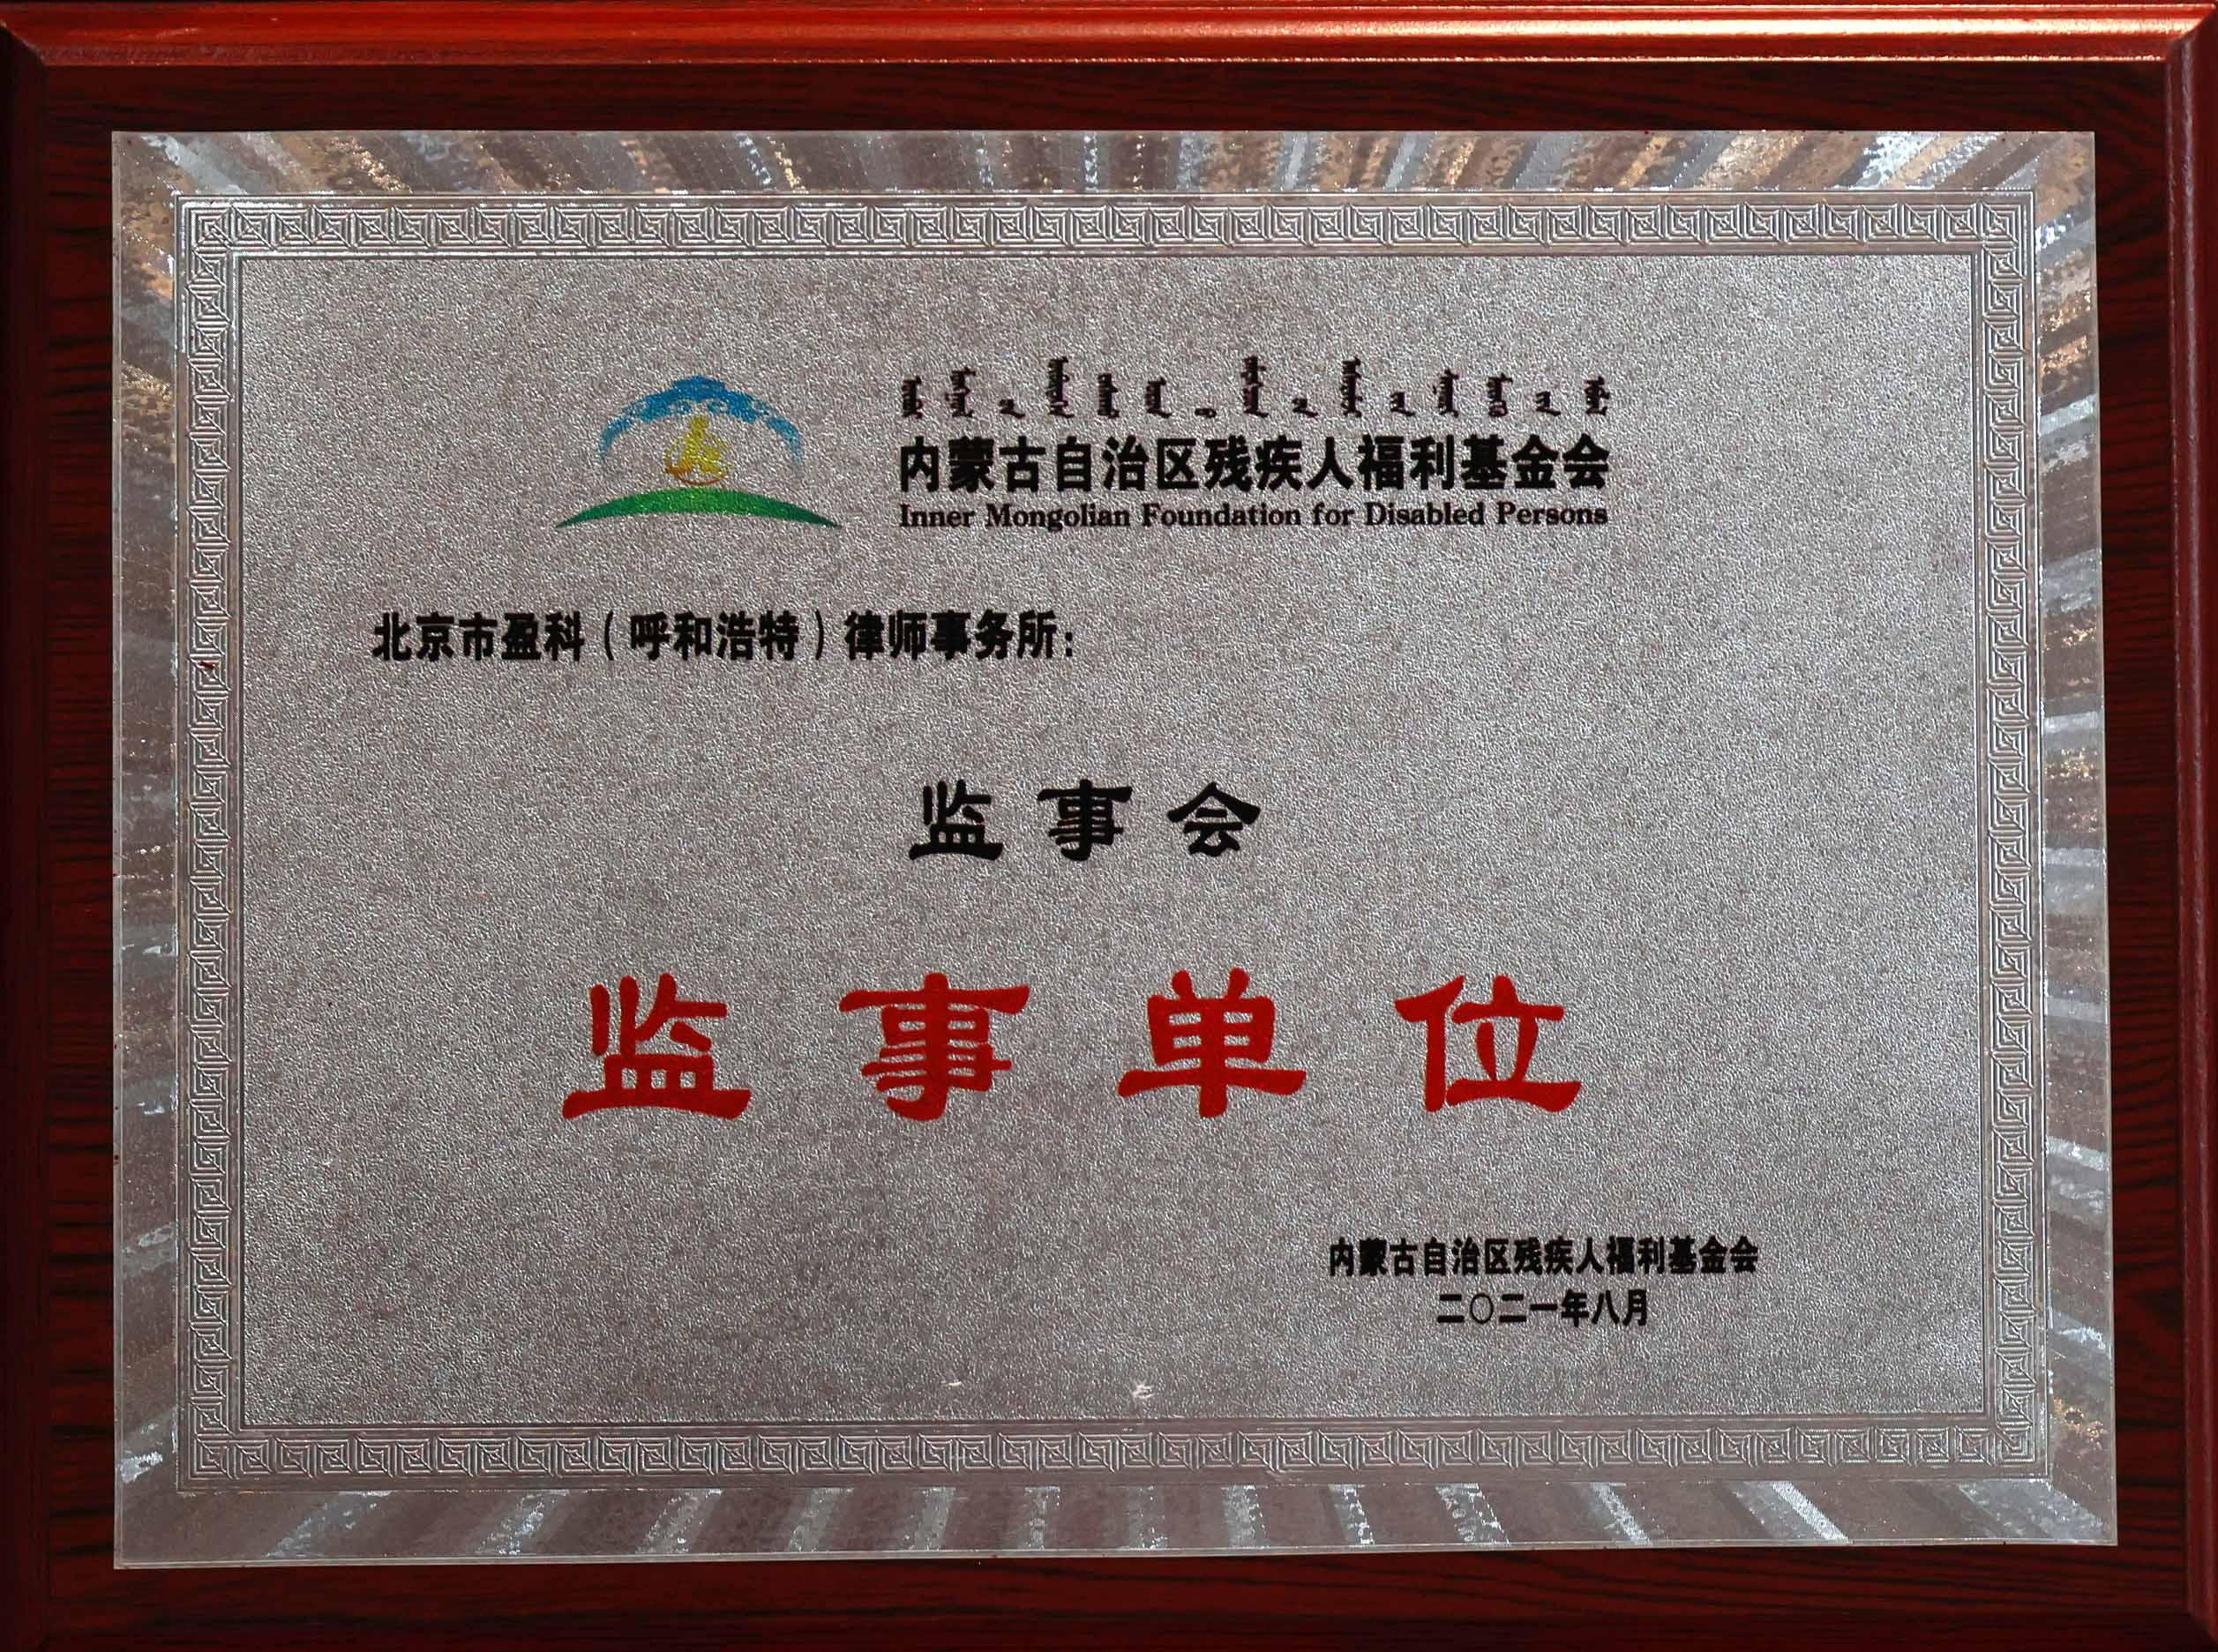 内蒙古自治区残疾人福利基金会
Inner Mongolian Foundation for Disabled Persons
北京市盈科（呼和浩特）律师事务所：
监事会
监事单位
内蒙古自治区残疾人福利基金会
二〇二一年八月